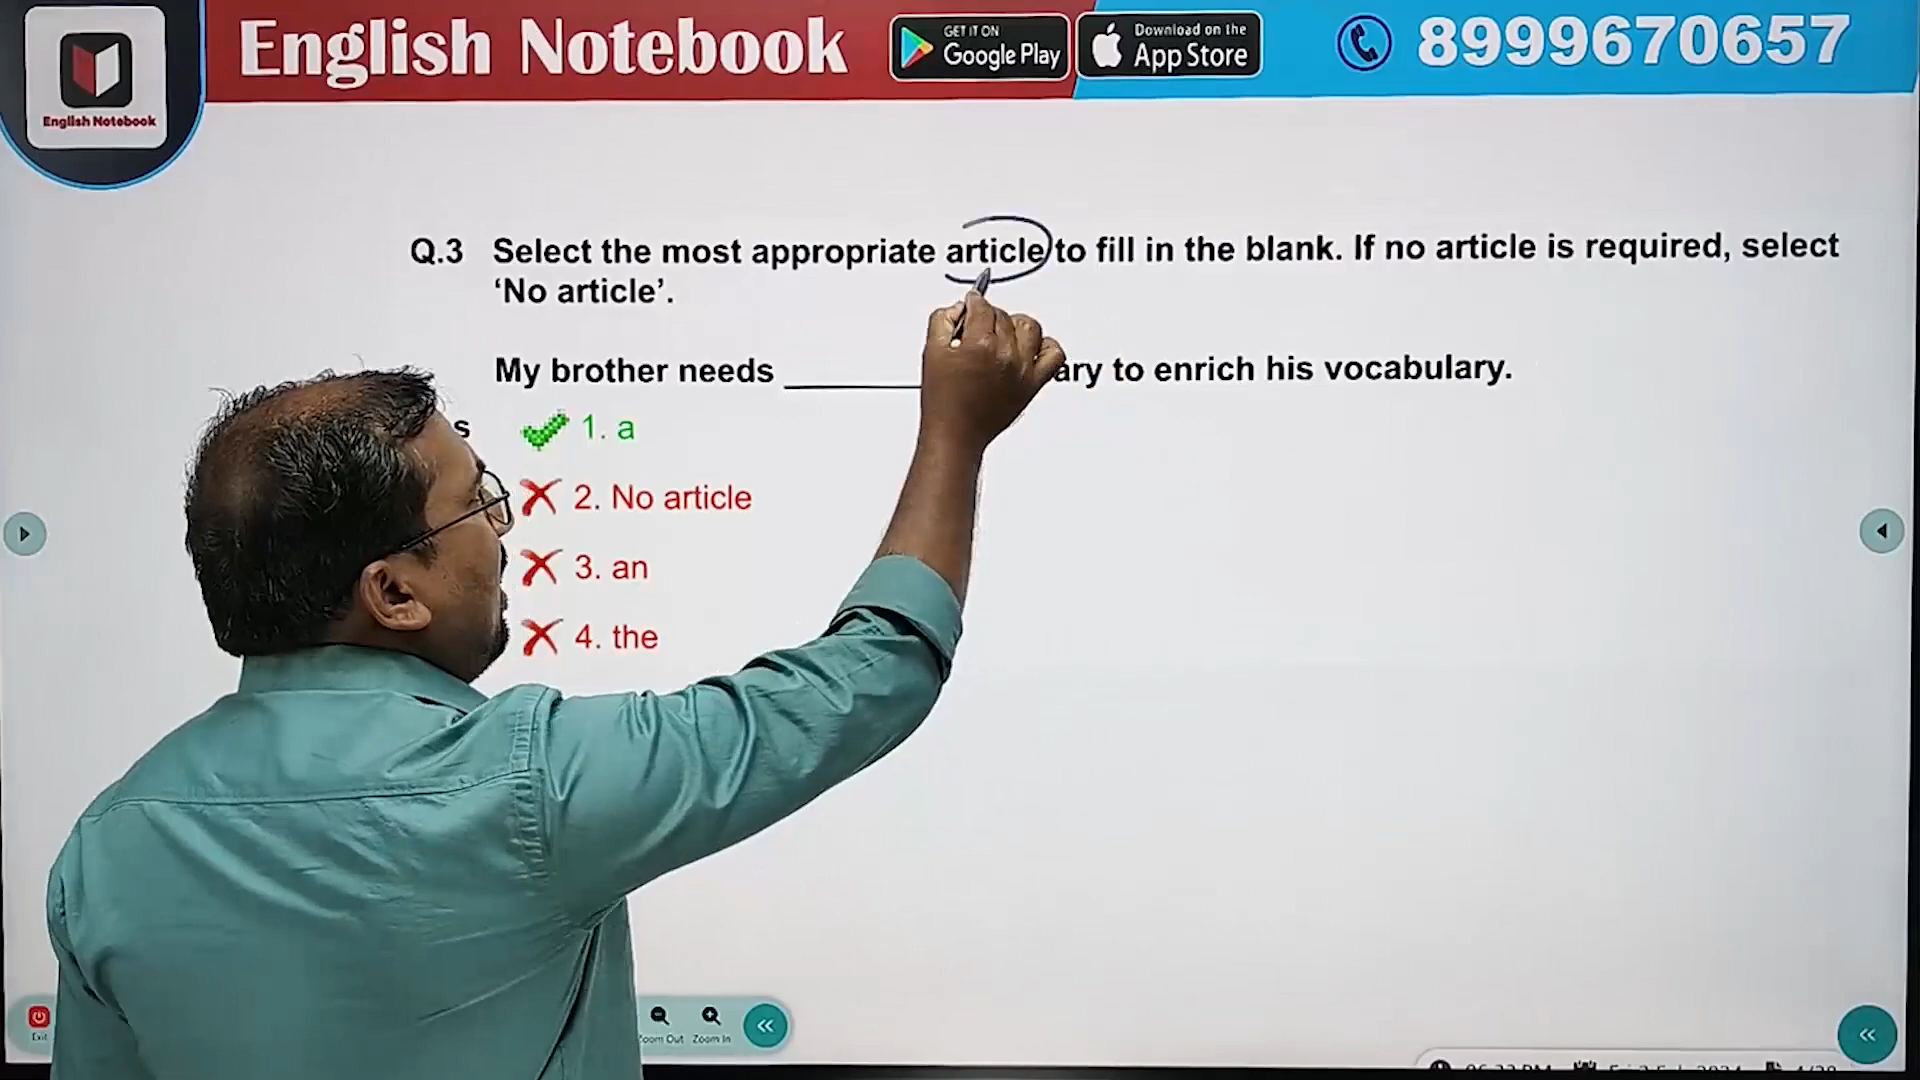 English Notebook
GET IT ON
Google Play
Download on the
App Store
8999670657
English Notebook
Q.3 Select the most appropriate article to fill in the blank. If no article is required, select
‘No article’.
My brother needs ______ary to enrich his vocabulary.
s
1. a
2. No article
3. an
4. the
Exit
Zoom Out Zoom In